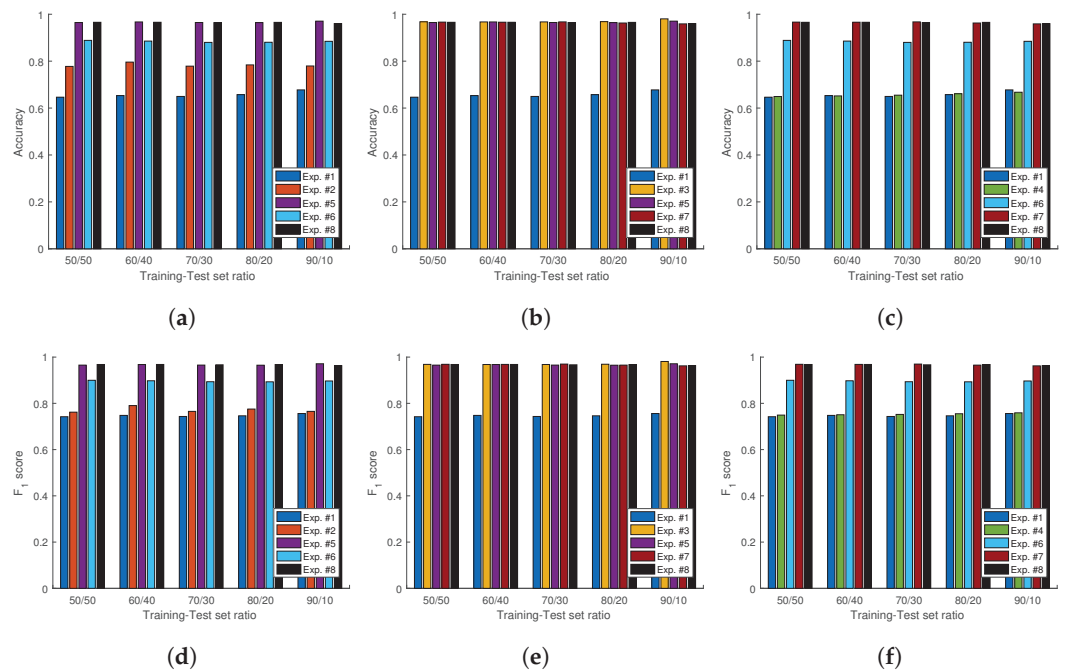 1
0.8
0.6
0.4
0.2
0
Accuracy
Exp. #1
Exp. #2
Exp. #5
Exp. #6
Exp. #8
50/50 60/40 70/30 80/20 90/10
Training-Test set ratio
(a)
1
0.8
0.6
0.4
0.2
0
Accuracy
Exp. #1
Exp. #3
Exp. #5
Exp. #7
Exp. #8
50/50 60/40 70/30 80/20 90/10
Training-Test set ratio
(b)
1
0.8
0.6
0.4
0.2
0
Accuracy
Exp. #1
Exp. #4
Exp. #6
Exp. #7
Exp. #8
50/50 60/40 70/30 80/20 90/10
Training-Test set ratio
(c)
1
0.8
0.6
0.4
0.2
0
F1 score
Exp. #1
Exp. #2
Exp. #5
Exp. #6
Exp. #8
50/50 60/40 70/30 80/20 90/10
Training-Test set ratio
(d)
1
0.8
0.6
0.4
0.2
0
F1 score
Exp. #1
Exp. #3
Exp. #5
Exp. #7
Exp. #8
50/50 60/40 70/30 80/20 90/10
Training-Test set ratio
(e)
1
0.8
0.6
0.4
0.2
0
F1 score
Exp. #1
Exp. #4
Exp. #6
Exp. #7
Exp. #8
50/50 60/40 70/30 80/20 90/10
Training-Test set ratio
(f)